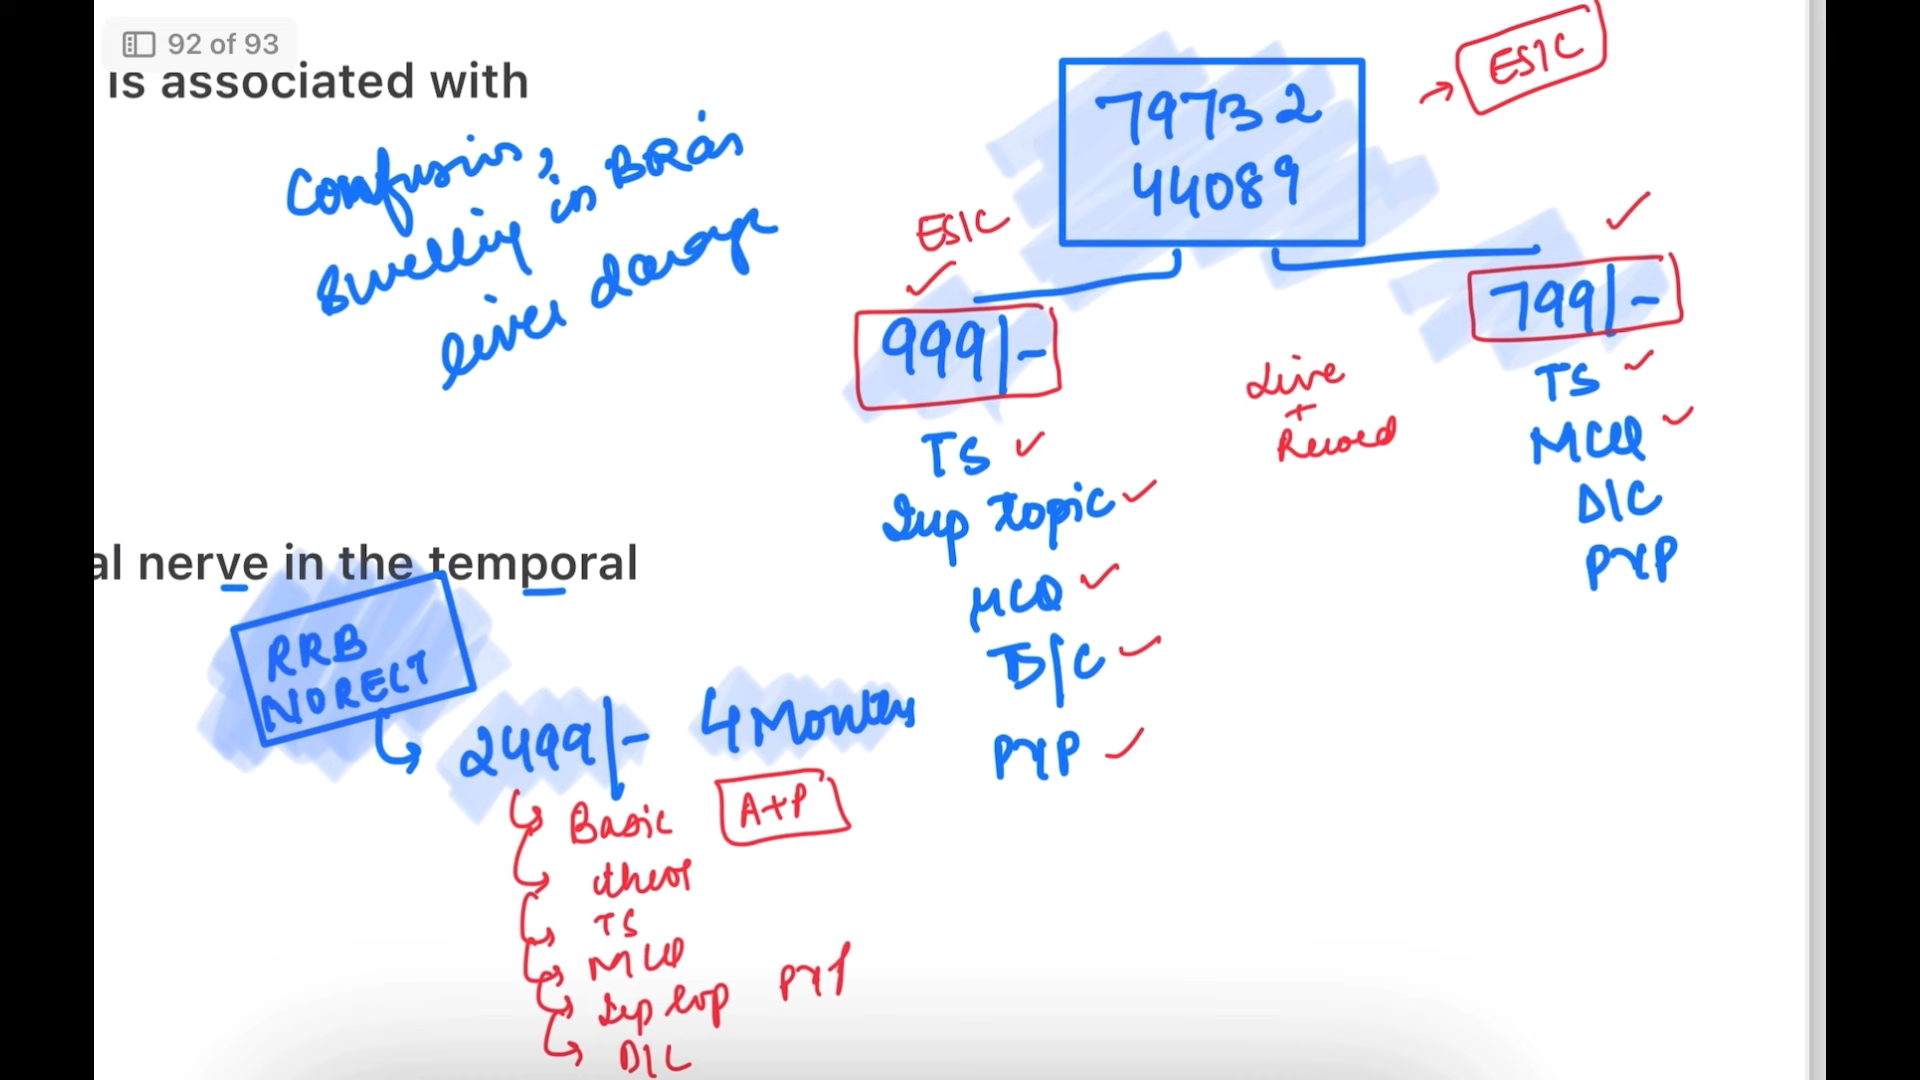 92 of 93
is associated with
Confusion,
swelling in BRain
liver damage
79732
44089
→ ESIC
ESIC
999/-
TS
Imp topic
MCQ
D/C
PYP
Live
+
Record
799/-
TS
MCQ
D/C
PYP
al nerve in the temporal
RRB
NORCET
2499/- 4 Months
Basic
A+P
theory
TS
MCQ
Imp top
PYP
D/C